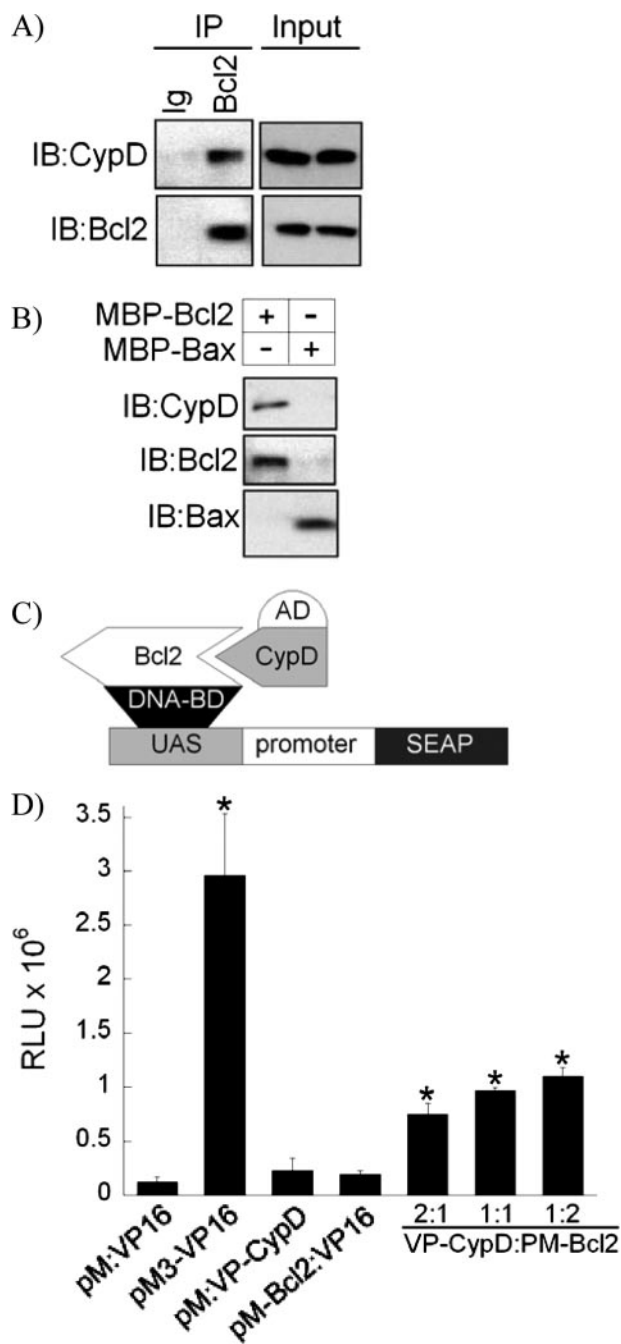 A)
IP Input
Ig Bcl2
IB:CypD
IB:Bcl2
B)
MBP-Bcl2 + -
MBP-Bax - +
IB:CypD
IB:Bcl2
IB:Bax
C)
AD
Bcl2 CypD
DNA-BD
UAS promoter SEAP
D)
RLU x 10⁶
3.5
3
2.5
2
1.5
1
0.5
0
* * * *
pM:VP16
pM3-VP16
pM:VP-CypD
pM-Bcl2:VP16
2:1 1:1 1:2
VP-CypD:PM-Bcl2